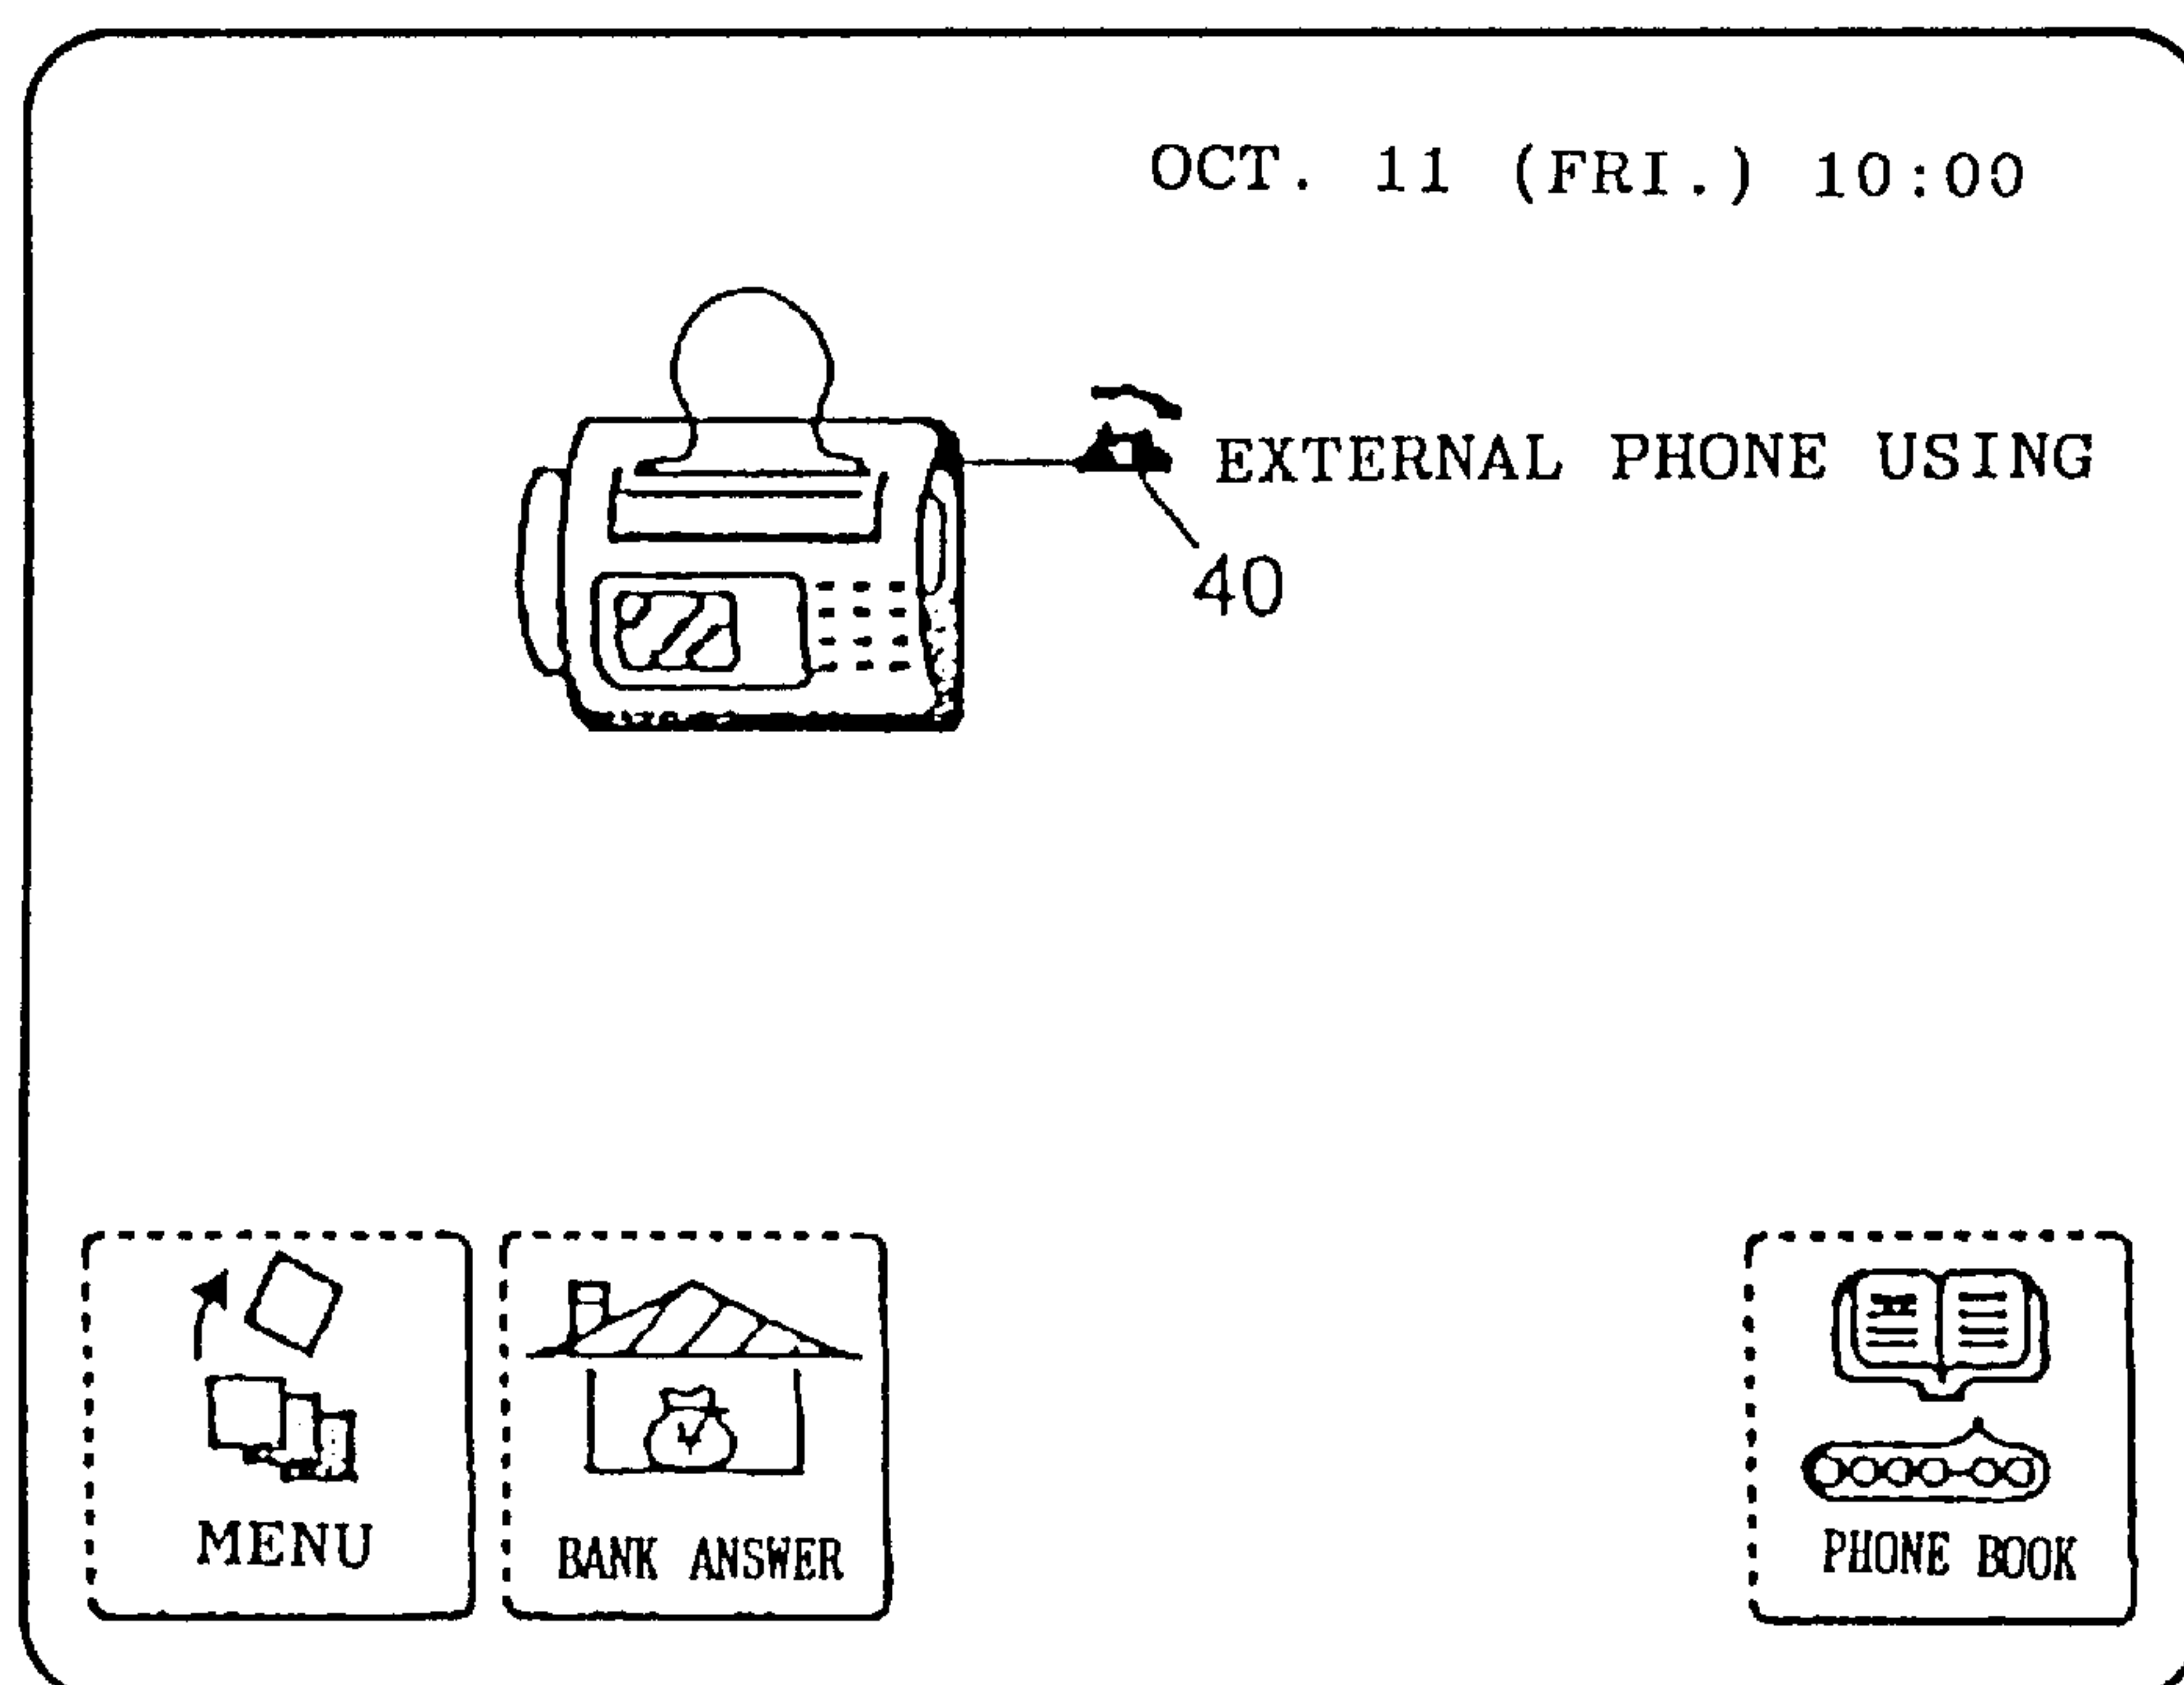 OCT. 11 (FRI.) 10:00
EXTERNAL PHONE USING
40
MENU
BANK ANSWER
PHONE BOOK